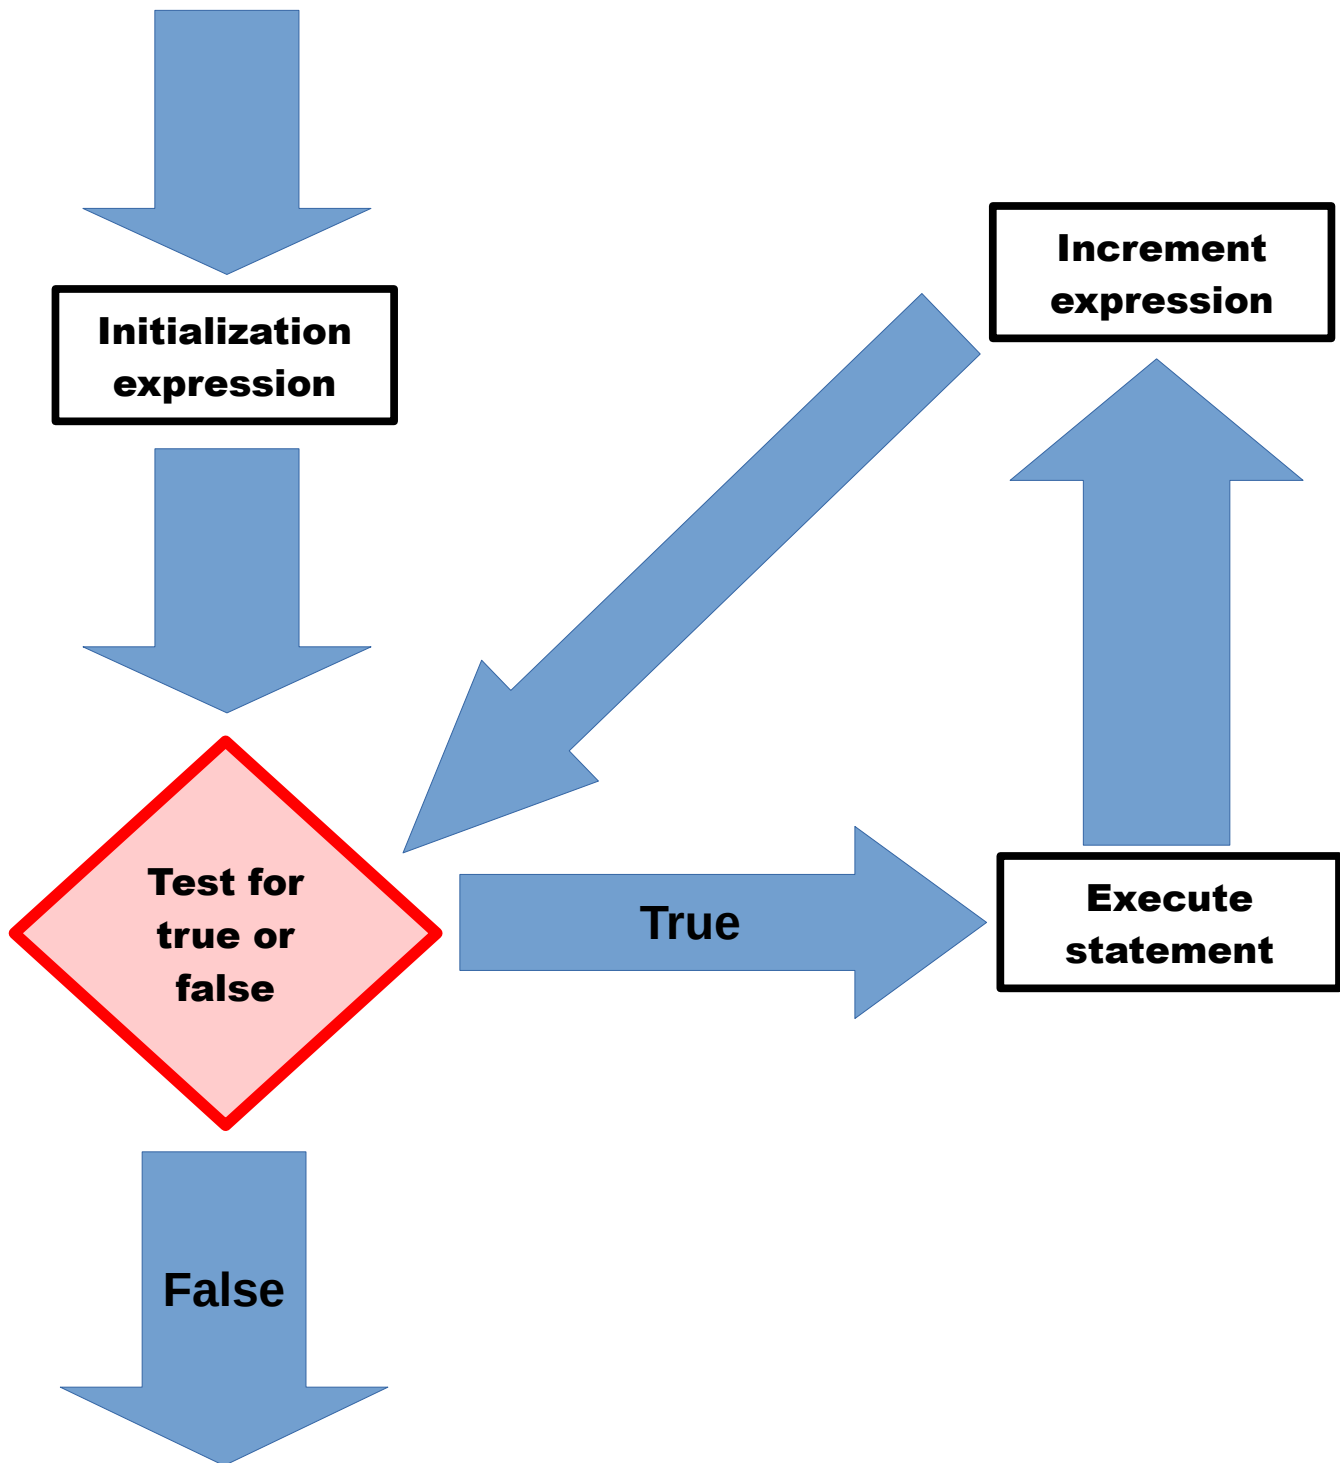 Initialization
expression
Increment
expression
Test for
true or
false
True
Execute
statement
False